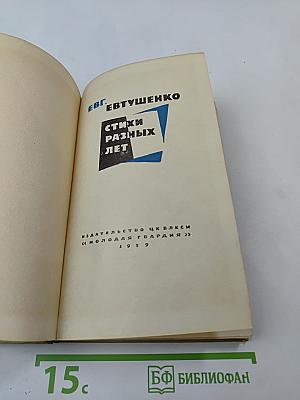 ЕВГ. ЕВТУШЕНКО
СТИХИ
РАЗНЫХ
ЛЕТ
ИЗДАТЕЛЬСТВО ЦК ВЛКСМ
«МОЛОДАЯ ГВАРДИЯ»
1959
15с
БФ БИБЛИОФАН